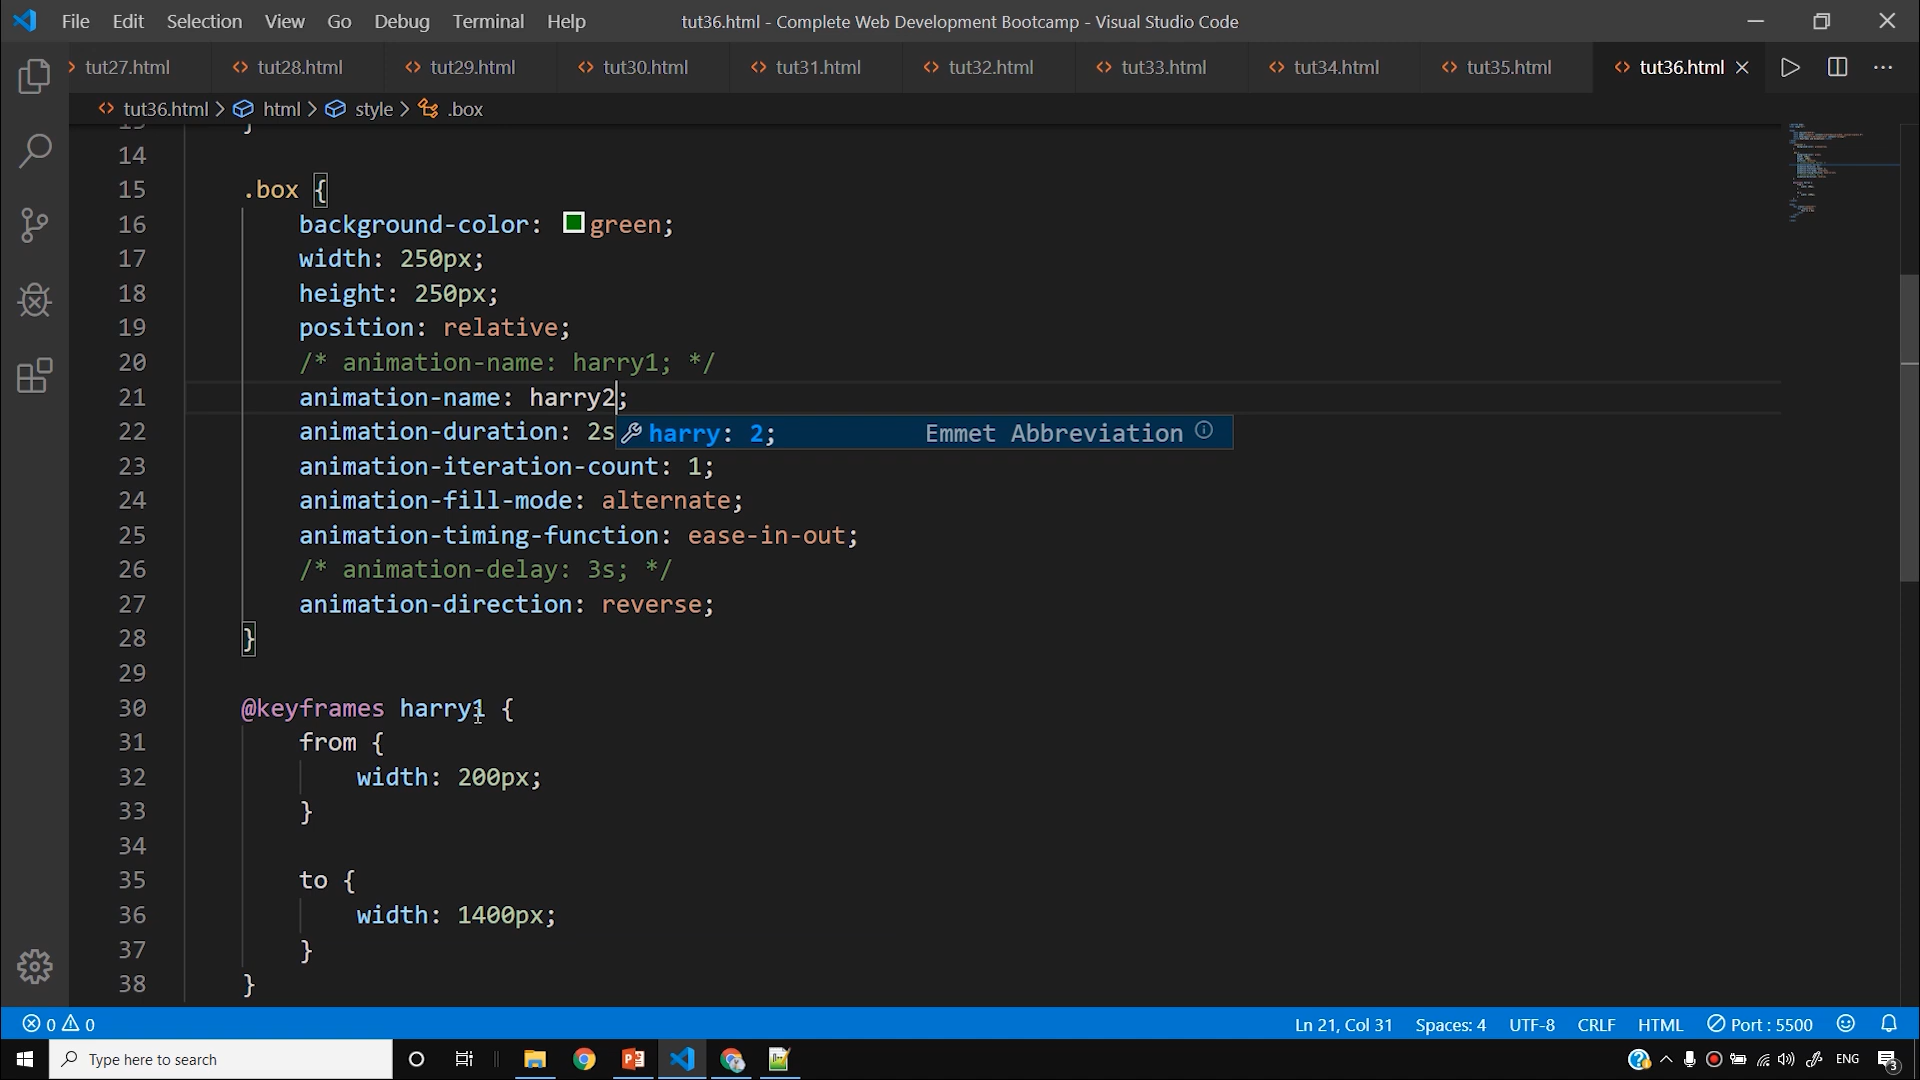 File Edit Selection View Go Debug Terminal Help tut36.html - Complete Web Development Bootcamp - Visual Studio Code
tut27.html tut28.html tut29.html tut30.html tut31.html tut32.html tut33.html tut34.html tut35.html tut36.html
tut36.html > html > style > .box
14
15 .box {
16 background-color: green;
17 width: 250px;
18 height: 250px;
19 position: relative;
20 /* animation-name: harry1; */
21 animation-name: harry2;
22 animation-duration: 2s harry: 2; Emmet Abbreviation
23 animation-iteration-count: 1;
24 animation-fill-mode: alternate;
25 animation-timing-function: ease-in-out;
26 /* animation-delay: 3s; */
27 animation-direction: reverse;
28 }
29
30 @keyframes harry1 {
31 from {
32 width: 200px;
33 }
34
35 to {
36 width: 1400px;
37 }
38 }
0 0 Ln 21, Col 31 Spaces: 4 UTF-8 CRLF HTML Port : 5500
Type here to search ENG 3